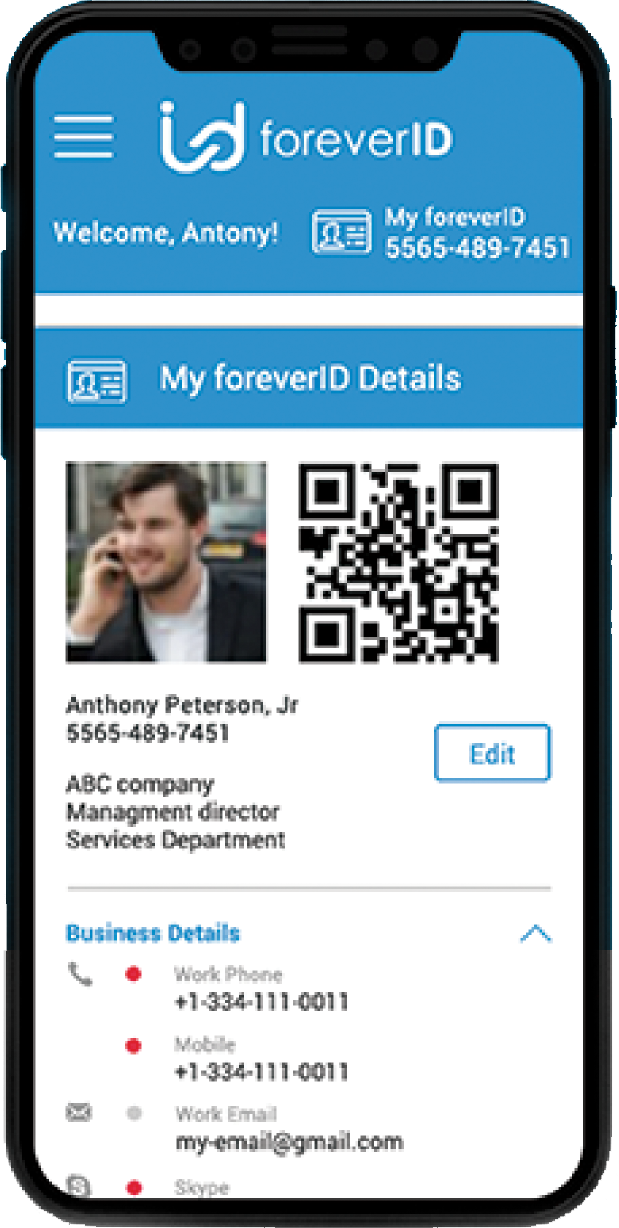 foreverID
Welcome, Antony!
My foreverID
5565-489-7451
My foreverID Details
Anthony Peterson, Jr
5565-489-7451
Edit
ABC company
Managment director
Services Department
Business Details
Work Phone
+1-334-111-0011
Mobile
+1-334-111-0011
Work Email
my-email@gmail.com
Skype